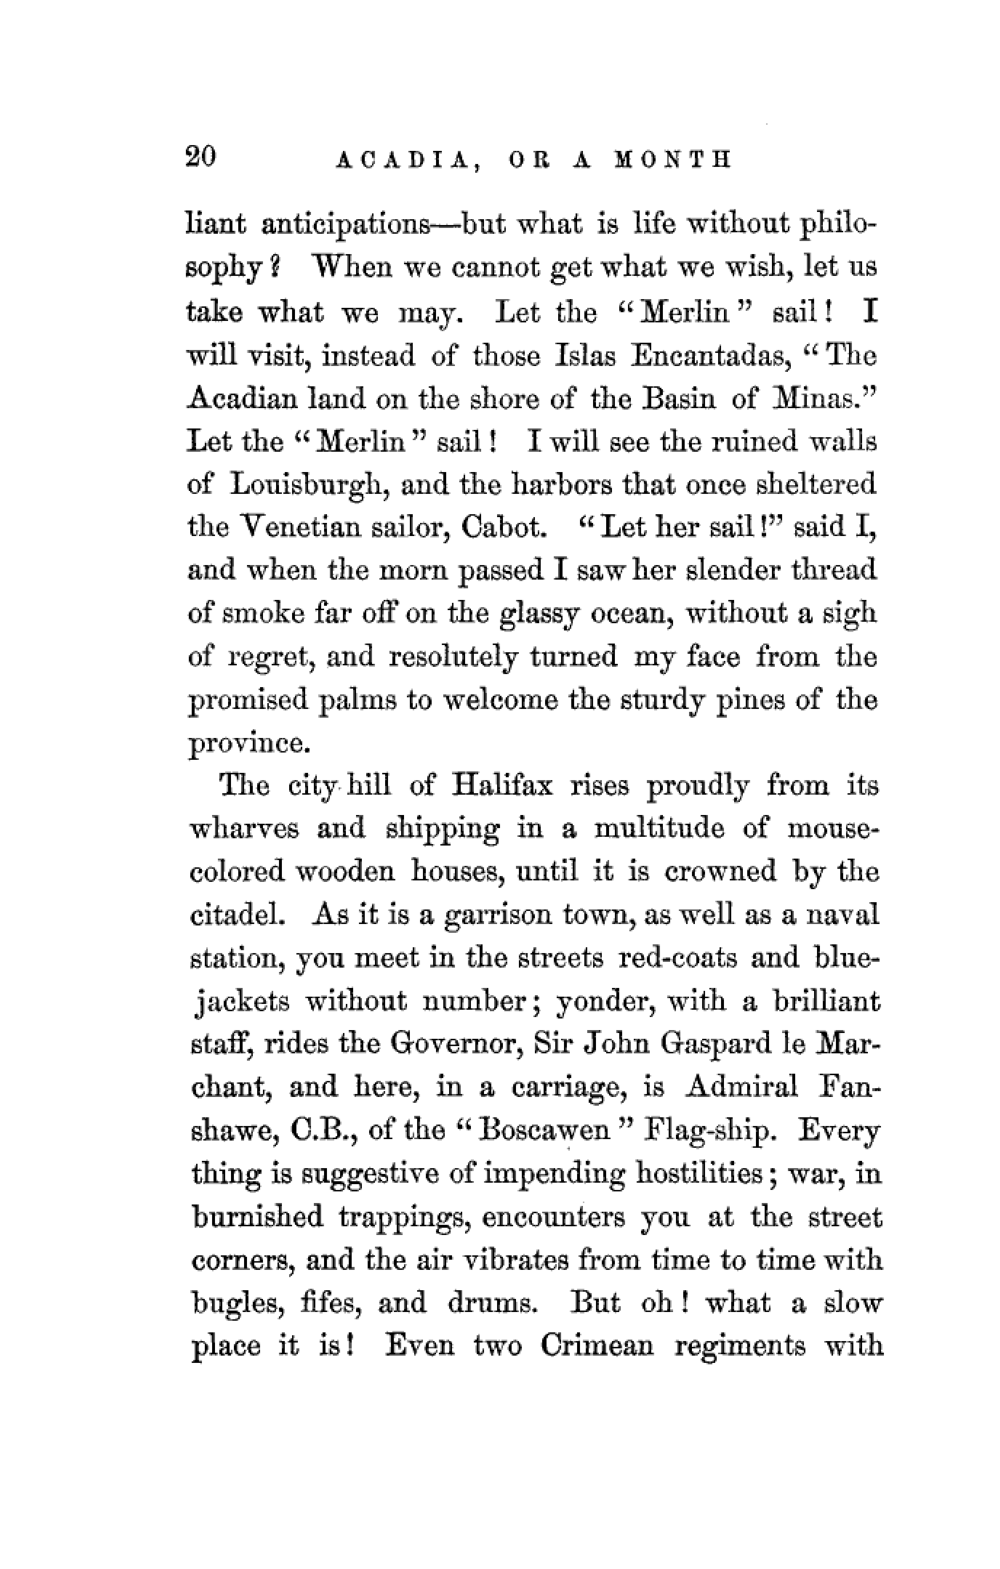 20 ACADIA, OR A MONTH
liant anticipations—but what is life without philo-
sophy? When we cannot get what we wish, let us
take what we may. Let the "Merlin" sail! I
will visit, instead of those Islas Encantadas, "The
Acadian land on the shore of the Basin of Minas."
Let the "Merlin" sail! I will see the ruined walls
of Louisburgh, and the harbors that once sheltered
the Venetian sailor, Cabot. "Let her sail!" said I,
and when the morn passed I saw her slender thread
of smoke far off on the glassy ocean, without a sigh
of regret, and resolutely turned my face from the
promised palms to welcome the sturdy pines of the
province.
The city hill of Halifax rises proudly from its
wharves and shipping in a multitude of mouse-
colored wooden houses, until it is crowned by the
citadel. As it is a garrison town, as well as a naval
station, you meet in the streets red-coats and blue-
jackets without number; yonder, with a brilliant
staff, rides the Governor, Sir John Gaspard le Mar-
chant, and here, in a carriage, is Admiral Fan-
shawe, C.B., of the "Boscawen" Flag-ship. Every
thing is suggestive of impending hostilities; war, in
burnished trappings, encounters you at the street
corners, and the air vibrates from time to time with
bugles, fifes, and drums. But oh! what a slow
place it is! Even two Crimean regiments with